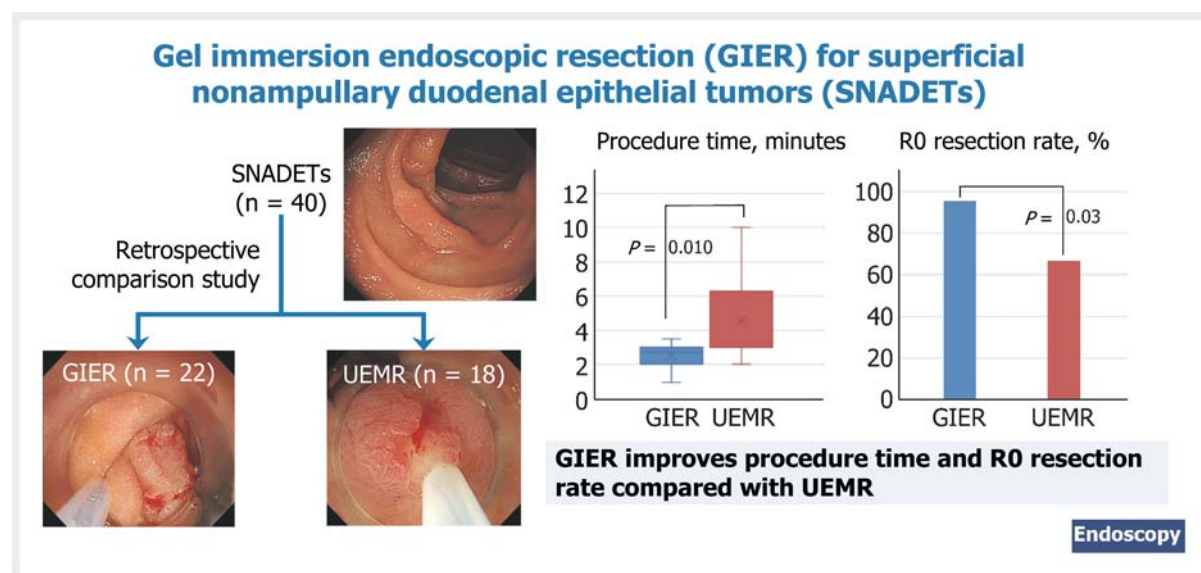 Gel immersion endoscopic resection (GIER) for superficial
nonampullary duodenal epithelial tumors (SNADETs)
SNADETs
(n = 40)
Retrospective
comparison study
GIER (n = 22)
UEMR (n = 18)
Procedure time, minutes
12
10
8
6
4
2
0
P = 0.010
GIER UEMR
R0 resection rate, %
100
80
60
40
20
0
P = 0.03
GIER UEMR
GIER improves procedure time and R0 resection
rate compared with UEMR
Endoscopy